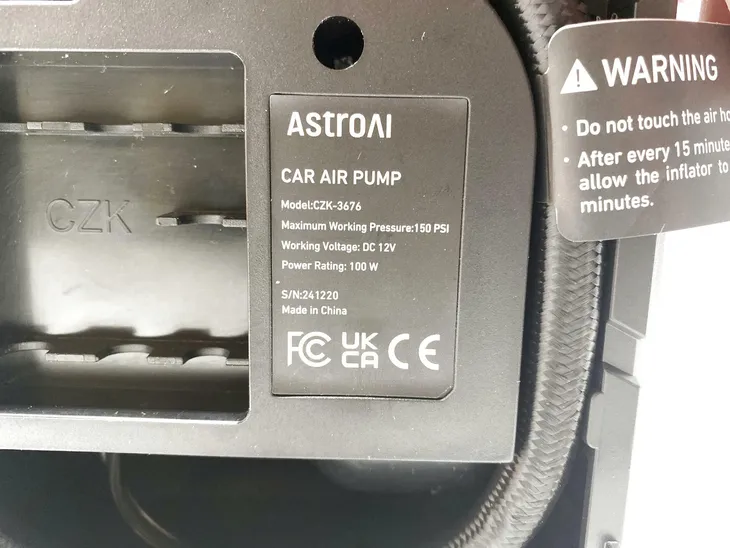 ASTROAI
CAR AIR PUMP
Model:CZK-3676
Maximum Working Pressure:150 PSI
Working Voltage: DC 12V
Power Rating: 100 W
S/N:241220
Made in China
FC UK CA CE
CZK
WARNING
• Do not touch the air
• After every 15
allow the inflator to
minutes.